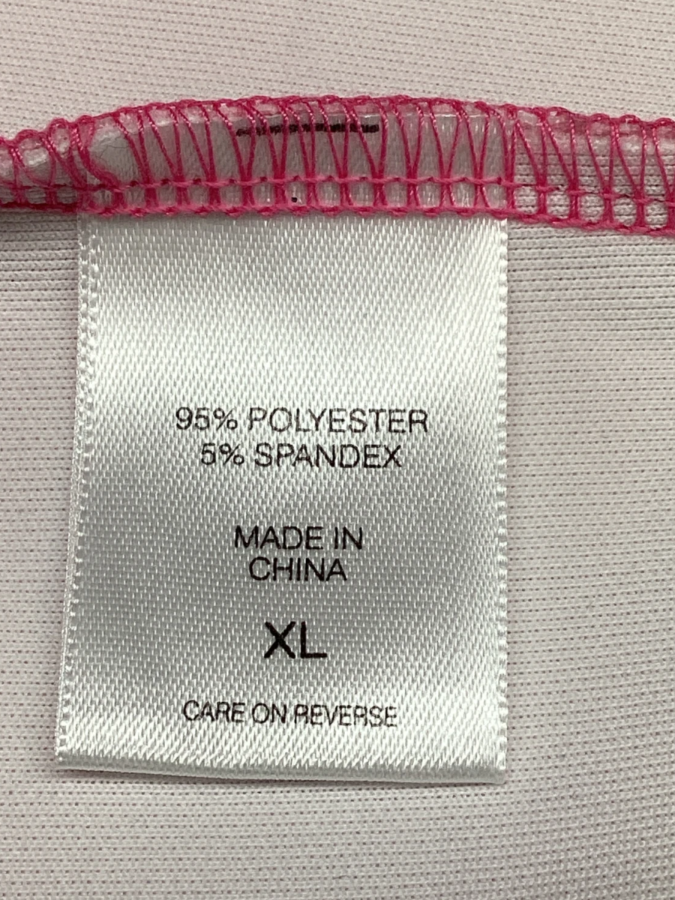 95% POLYESTER
5% SPANDEX
MADE IN
CHINA
XL
CARE ON REVERSE